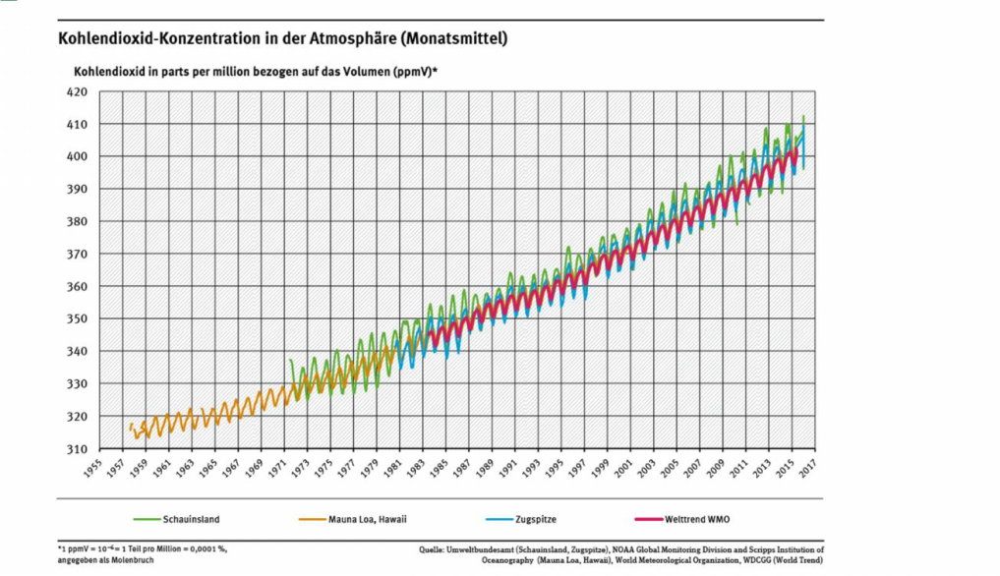 Kohlendioxid-Konzentration in der Atmosphäre (Monatsmittel)
Kohlendioxid in parts per million bezogen auf das Volumen (ppmV)*
420
410
400
390
380
370
360
350
340
330
320
310
1955 1957 1959 1961 1963 1965 1967 1969 1971 1973 1975 1977 1979 1981 1983 1985 1987 1989 1991 1993 1995 1997 1999 2001 2003 2005 2007 2009 2011 2013 2015 2017
Schauinsland Mauna Loa, Hawaii Zugspitze Welttrend WMO
*1 ppmV = 10⁻⁶= 1 Teil pro Million = 0,0001 %,
angegeben als Molenbruch
Quelle: Umweltbundesamt (Schauinsland, Zugspitze), NOAA Global Monitoring Division and Scripps Institution of
Oceanography (Mauna Loa, Hawaii), World Meteorological Organization, WDCGG (World Trend)